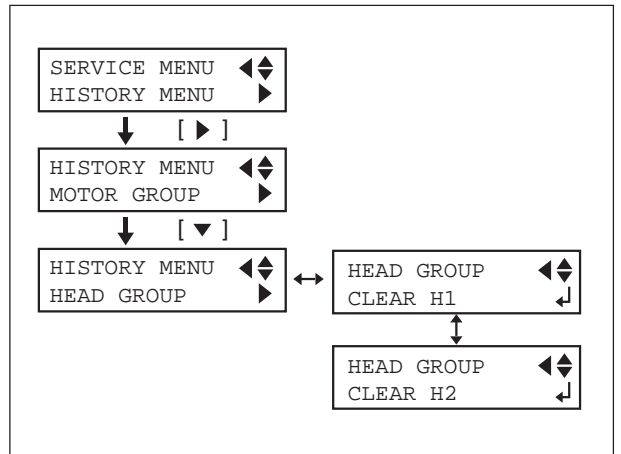 SERVICE MENU ◀◆
HISTORY MENU ▶
[ ▶ ]
HISTORY MENU ◀◆
MOTOR GROUP ▶
[ ▼ ]
HISTORY MENU ◀◆
HEAD GROUP ▶
HEAD GROUP ◀◆
CLEAR H1 ↲
HEAD GROUP ◀◆
CLEAR H2 ↲